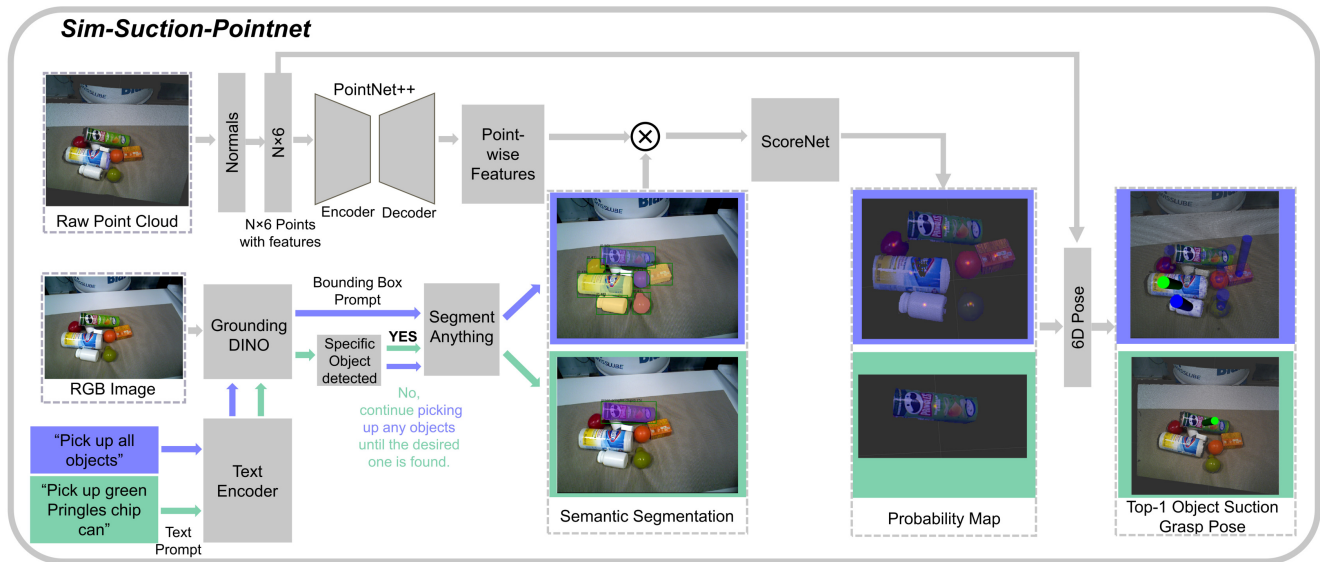 Sim-Suction-Pointnet
Raw Point Cloud
Normals
N×6
N×6 Points
with features
PointNet++
Encoder
Decoder
Point-
wise
Features
ScoreNet
RGB Image
Grounding
DINO
Bounding Box
Prompt
Specific
Object
detected
YES
No,
continue picking
up any objects
until the desired
one is found.
Segment
Anything
"Pick up all
objects"
"Pick up green
Pringles chip
can"
Text
Prompt
Text
Encoder
Semantic Segmentation
Probability Map
6D Pose
Top-1 Object Suction
Grasp Pose